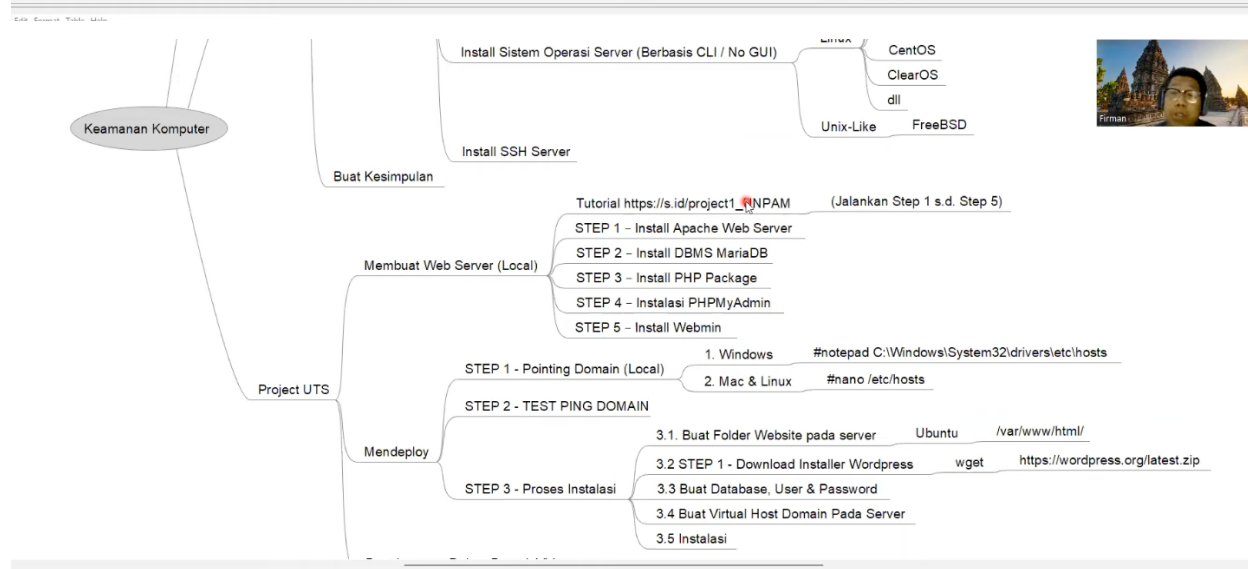 Edit Format Table Help
Linux
CentOS
ClearOS
dll
Install Sistem Operasi Server (Berbasis CLI / No GUI)
Unix-Like
FreeBSD
Install SSH Server
Keamanan Komputer
Buat Kesimpulan
Firman
Tutorial https://s.id/project1_ NPAM
(Jalankan Step 1 s.d. Step 5)
STEP 1 – Install Apache Web Server
STEP 2 – Install DBMS MariaDB
Membuat Web Server (Local)
STEP 3 – Install PHP Package
STEP 4 – Instalasi PHPMyAdmin
STEP 5 – Install Webmin
Project UTS
STEP 1 - Pointing Domain (Local)
1. Windows
#notepad C:\Windows\System32\drivers\etc\hosts
2. Mac & Linux
#nano /etc/hosts
STEP 2 - TEST PING DOMAIN
Mendeploy
STEP 3 - Proses Instalasi
3.1. Buat Folder Website pada server
Ubuntu
/var/www/html/
3.2 STEP 1 - Download Installer Wordpress
wget
https://wordpress.org/latest.zip
3.3 Buat Database, User & Password
3.4 Buat Virtual Host Domain Pada Server
3.5 Instalasi